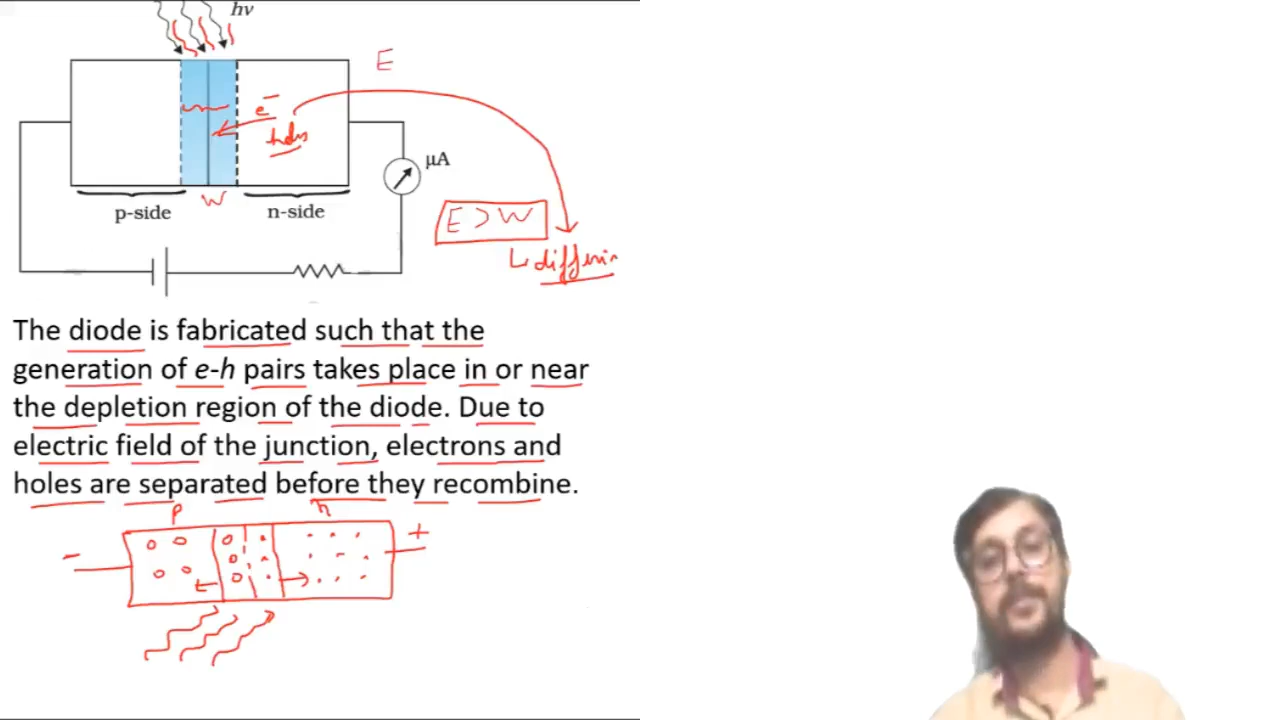 hν
E
e⁻
holes
μA
W
p-side
n-side
E > W
The diode is fabricated such that the
generation of e-h pairs takes place in or near
the depletion region of the diode. Due to
electric field of the junction, electrons and
holes are separated before they recombine.
p
n
-
+